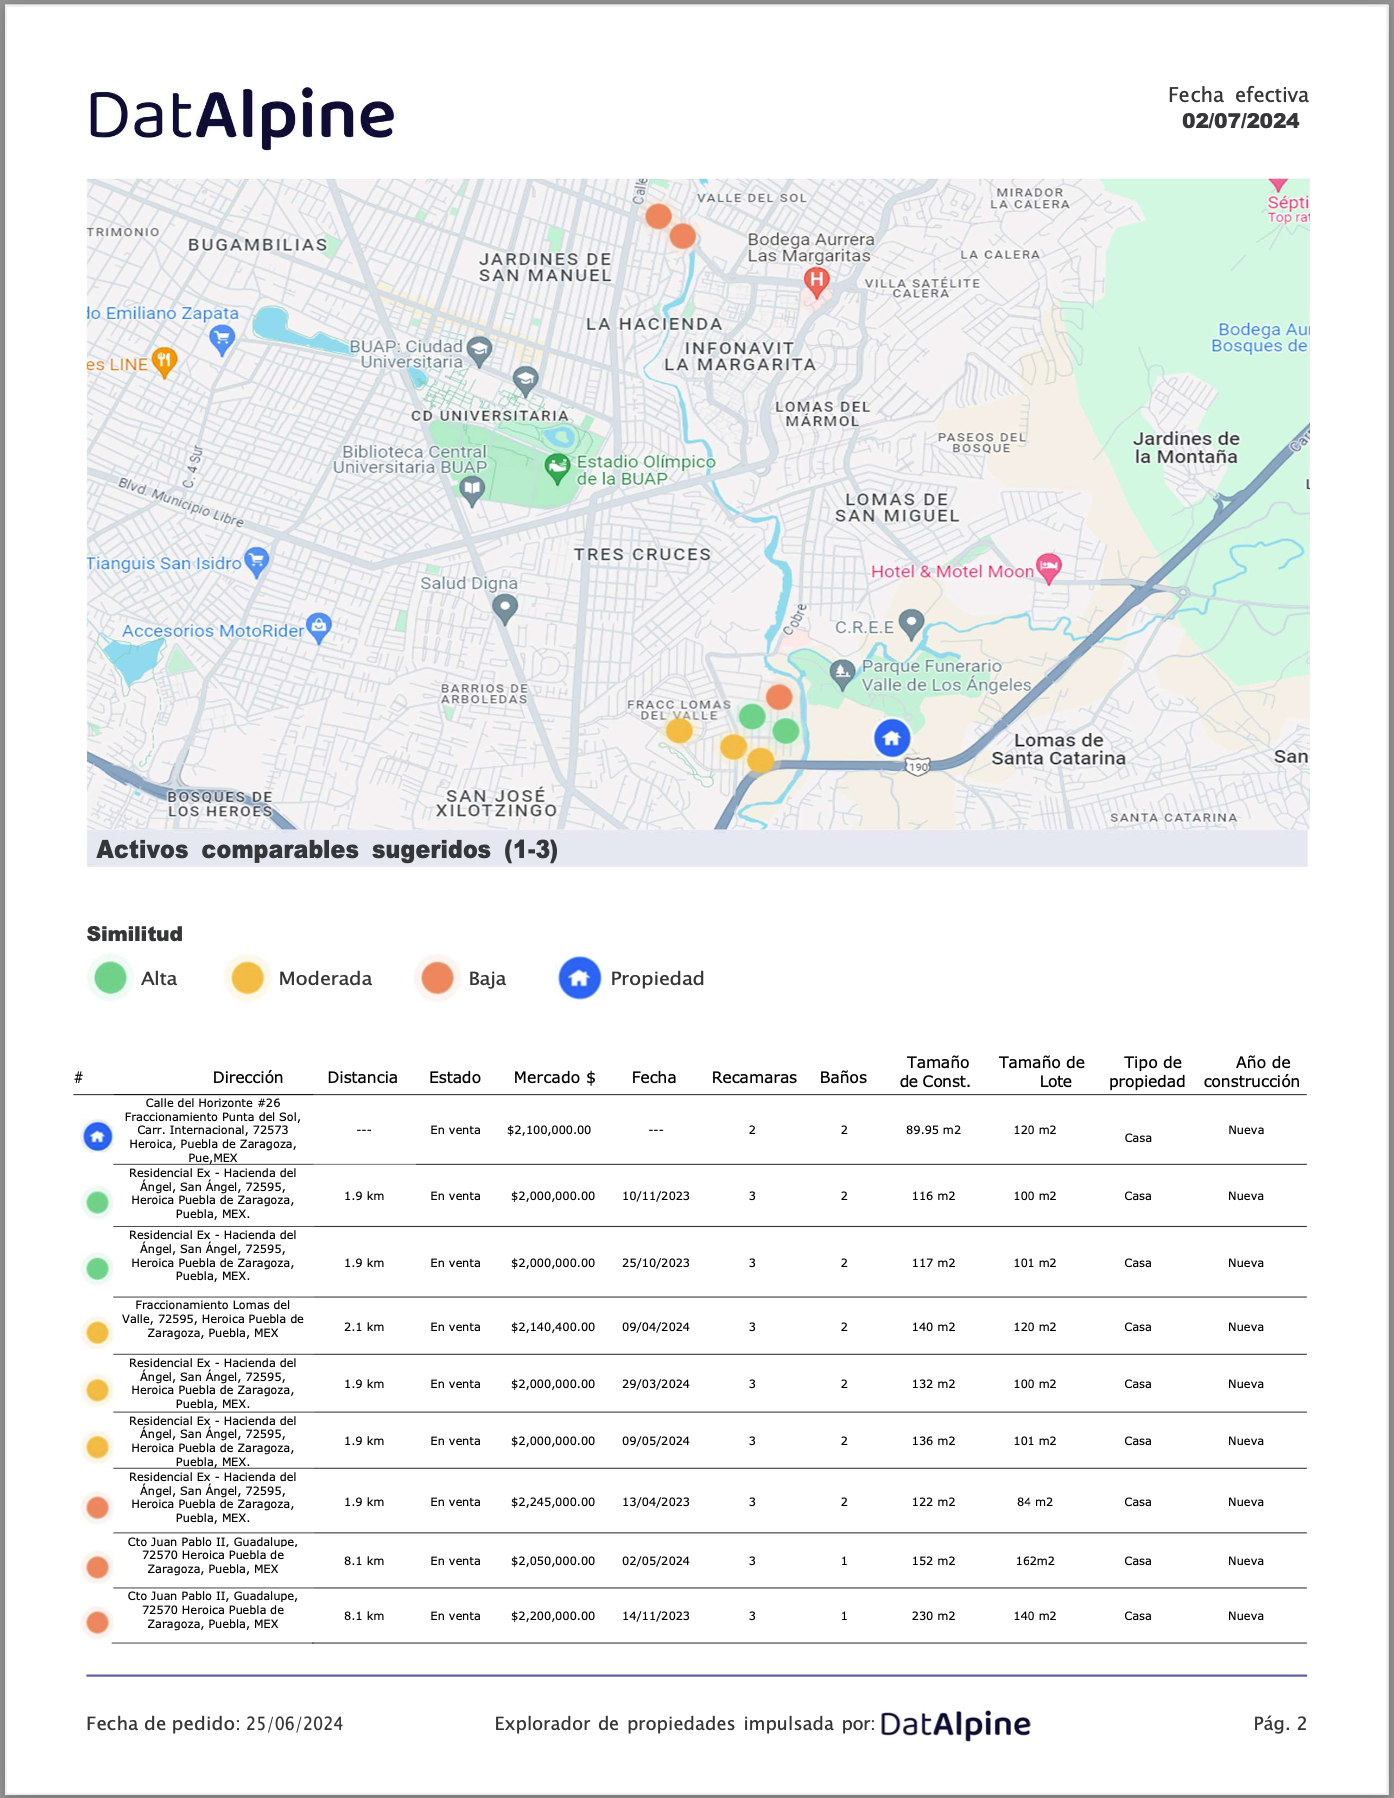 DatAlpine
Fecha efectiva
02/07/2024
TRIMONIO
BUGAMBILIAS
JARDINES DE
SAN MANUEL
Calle
VALLE DEL SOL
MIRADOR
LA CALERA
Sépti
Top rat
Bodega Aurrera
Las Margaritas
H
LA CALERA
VILLA SATÉLITE
CALERA
do Emiliano Zapata
es LINE
BUAP: Ciudad
Universitaria
LA HACIENDA
INFONAVIT
LA MARGARITA
Bodega Au
Bosques de
CD UNIVERSITARIA
LOMAS DEL
MÁRMOL
PASEOS DEL
BOSQUE
Jardines de
la Montaña
Biblioteca Central
Universitaria BUAP
Estadio Olímpico
de la BUAP
C. 4 Sur
Blvd. Municipio Libre
LOMAS DE
SAN MIGUEL
Tianguis San Isidro
TRES CRUCES
Salud Digna
Hotel & Motel Moon
Accesorios MotoRider
Cobre
C.R.E.E
Parque Funerario
Valle de Los Ángeles
BARRIOS DE
ARBOLEDAS
FRACC LOMAS
DEL VALLE
Lomas de
Santa Catarina
190
San
BOSQUES DE
LOS HEROES
SAN JOSÉ
XILOTZINGO
SANTA CATARINA
Activos comparables sugeridos (1-3)
Similitud
Alta Moderada Baja Propiedad
# Dirección Distancia Estado Mercado $ Fecha Recamaras Baños Tamaño de Const. Tamaño de Lote Tipo de propiedad Año de construcción
Calle del Horizonte #26
Fraccionamiento Punta del Sol,
Carr. Internacional, 72573
Heroica, Puebla de Zaragoza,
Pue,MEX
--- En venta $2,100,000.00 --- 2 2 89.95 m2 120 m2 Casa Nueva
Residencial Ex - Hacienda del
Ángel, San Ángel, 72595,
Heroica Puebla de Zaragoza,
Puebla, MEX.
1.9 km En venta $2,000,000.00 10/11/2023 3 2 116 m2 100 m2 Casa Nueva
Residencial Ex - Hacienda del
Ángel, San Ángel, 72595,
Heroica Puebla de Zaragoza,
Puebla, MEX.
1.9 km En venta $2,000,000.00 25/10/2023 3 2 117 m2 101 m2 Casa Nueva
Fraccionamiento Lomas del
Valle, 72595, Heroica Puebla de
Zaragoza, Puebla, MEX
2.1 km En venta $2,140,400.00 09/04/2024 3 2 140 m2 120 m2 Casa Nueva
Residencial Ex - Hacienda del
Ángel, San Ángel, 72595,
Heroica Puebla de Zaragoza,
Puebla, MEX.
1.9 km En venta $2,000,000.00 29/03/2024 3 2 132 m2 100 m2 Casa Nueva
Residencial Ex - Hacienda del
Ángel, San Ángel, 72595,
Heroica Puebla de Zaragoza,
Puebla, MEX.
1.9 km En venta $2,000,000.00 09/05/2024 3 2 136 m2 101 m2 Casa Nueva
Residencial Ex - Hacienda del
Ángel, San Ángel, 72595,
Heroica Puebla de Zaragoza,
Puebla, MEX.
1.9 km En venta $2,245,000.00 13/04/2023 3 2 122 m2 84 m2 Casa Nueva
Cto Juan Pablo II, Guadalupe,
72570 Heroica Puebla de
Zaragoza, Puebla, MEX
8.1 km En venta $2,050,000.00 02/05/2024 3 1 152 m2 162m2 Casa Nueva
Cto Juan Pablo II, Guadalupe,
72570 Heroica Puebla de
Zaragoza, Puebla, MEX
8.1 km En venta $2,200,000.00 14/11/2023 3 1 230 m2 140 m2 Casa Nueva
Fecha de pedido: 25/06/2024 Explorador de propiedades impulsada por: DatAlpine Pág. 2